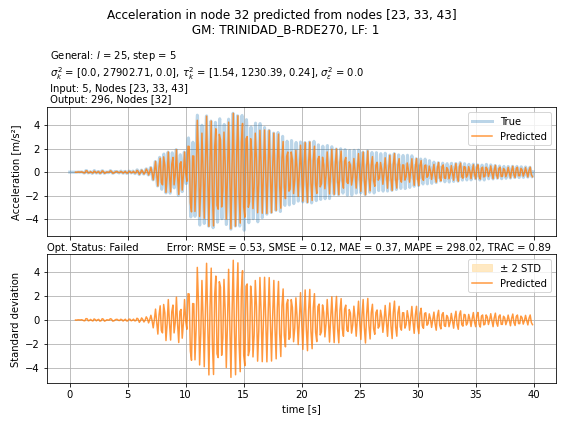 Acceleration in node 32 predicted from nodes [23, 33, 43]
GM: TRINIDAD_B-RDE270, LF: 1
General: l = 25, step = 5
σ²ₖ = [0.0, 27902.71, 0.0], τ²ₖ = [1.54, 1230.39, 0.24], σ²ε = 0.0
Input: 5, Nodes [23, 33, 43]
Output: 296, Nodes [32]
Acceleration [m/s²]
4
2
0
−2
−4
True
Predicted
Opt. Status: Failed Error: RMSE = 0.53, SMSE = 0.12, MAE = 0.37, MAPE = 298.02, TRAC = 0.89
Standard deviation
4
2
0
−2
−4
± 2 STD
Predicted
0 5 10 15 20 25 30 35 40
time [s]